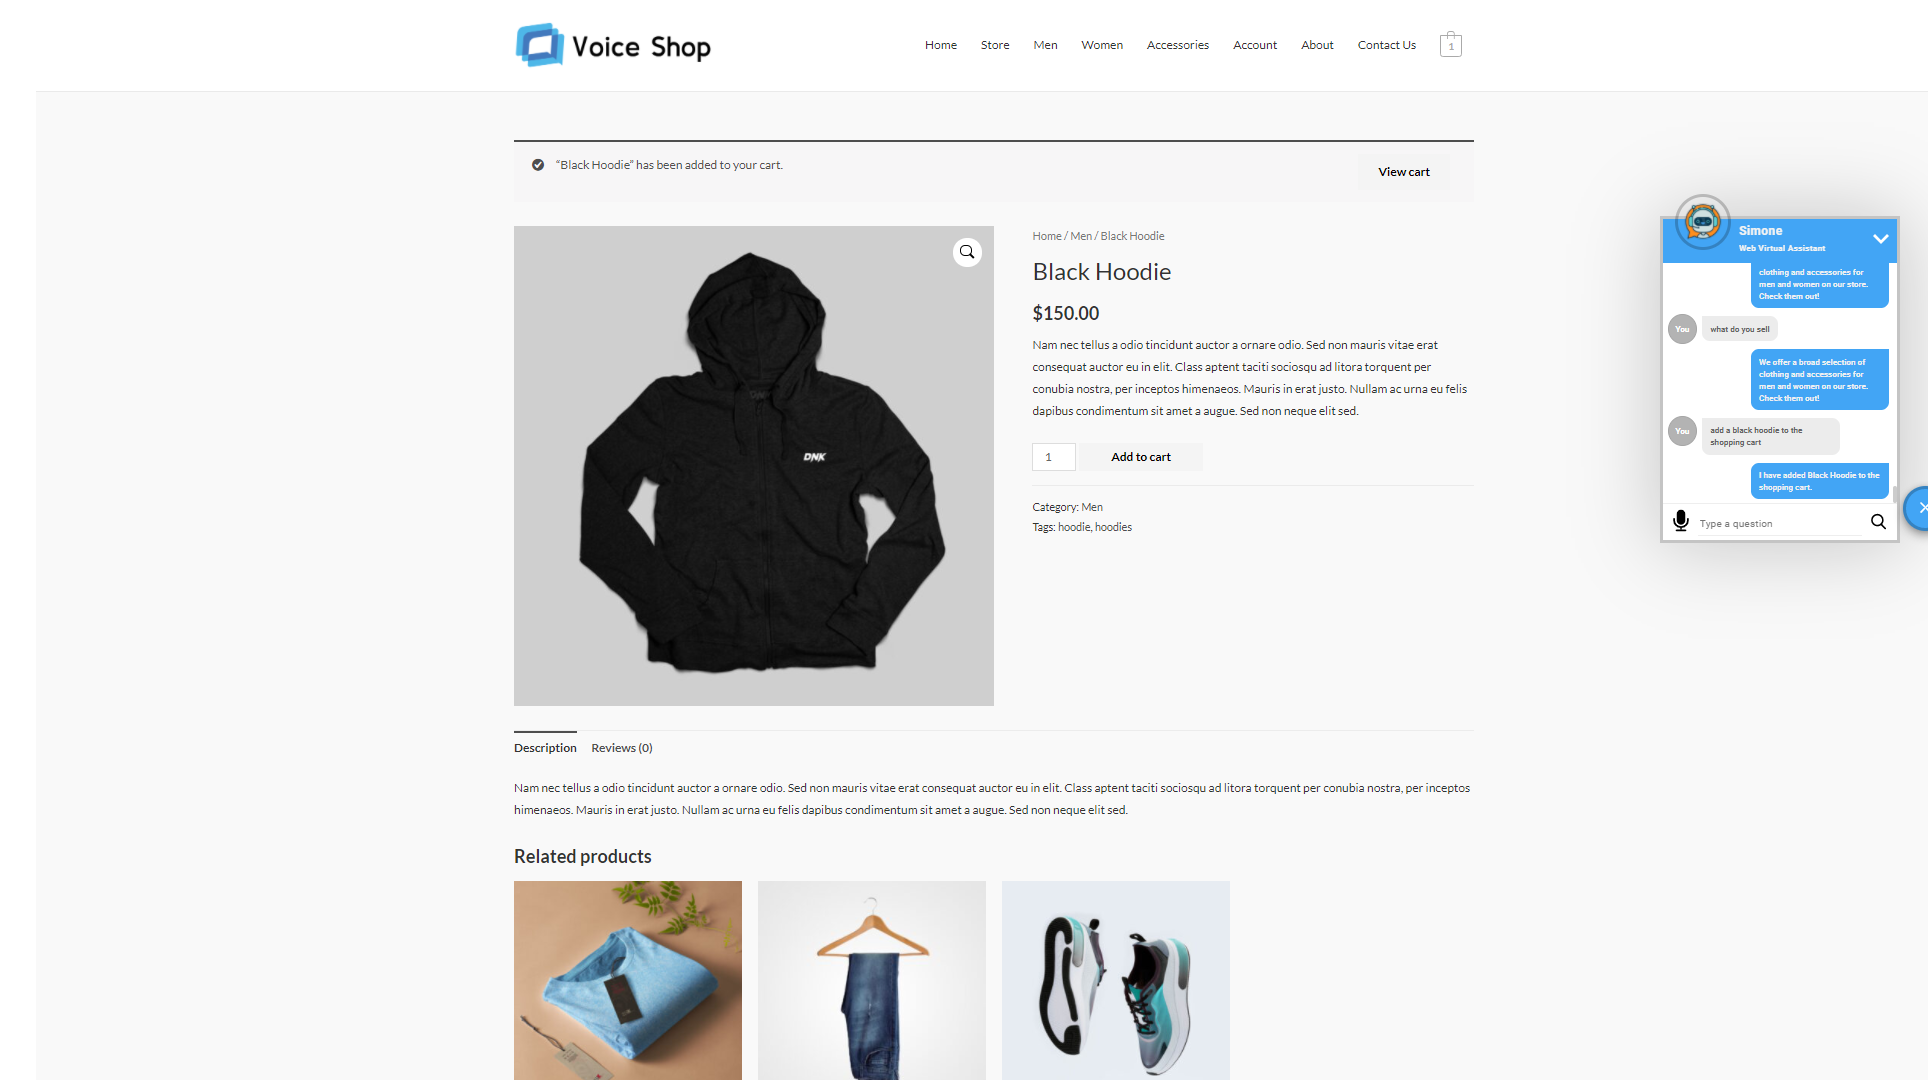 Voice Shop
Home Store Men Women Accessories Account About Contact Us 1
“Black Hoodie” has been added to your cart.
View cart
Home / Men / Black Hoodie
Black Hoodie
$150.00
Nam nec tellus a odio tincidunt auctor a ornare odio. Sed non mauris vitae erat
consequat auctor eu in elit. Class aptent taciti sociosqu ad litora torquent per
conubia nostra, per inceptos himenaeos. Mauris in erat justo. Nullam ac urna eu felis
dapibus condimentum sit amet a augue. Sed non neque elit sed.
1 Add to cart
Category: Men
Tags: hoodie, hoodies
DNK
Description Reviews (0)
Nam nec tellus a odio tincidunt auctor a ornare odio. Sed non mauris vitae erat consequat auctor eu in elit. Class aptent taciti sociosqu ad litora torquent per conubia nostra, per inceptos
himenaeos. Mauris in erat justo. Nullam ac urna eu felis dapibus condimentum sit amet a augue. Sed non neque elit sed.
Related products
Simone
Web Virtual Assistant
clothing and accessories for
men and women on our store.
Check them out!
You
what do you sell
We offer a broad selection of
clothing and accessories for
men and women on our store.
Check them out!
You
add a black hoodie to the
shopping cart
I have added Black Hoodie to the
shopping cart.
Type a question